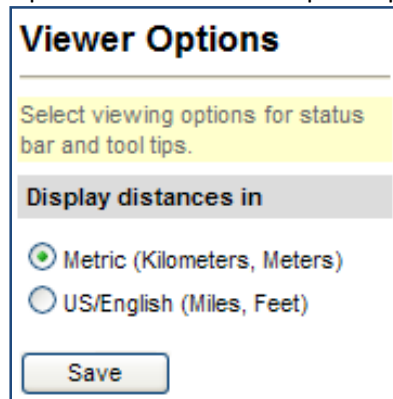 Viewer Options
Select viewing options for status
bar and tool tips.
Display distances in
Metric (Kilometers, Meters)
US/English (Miles, Feet)
Save